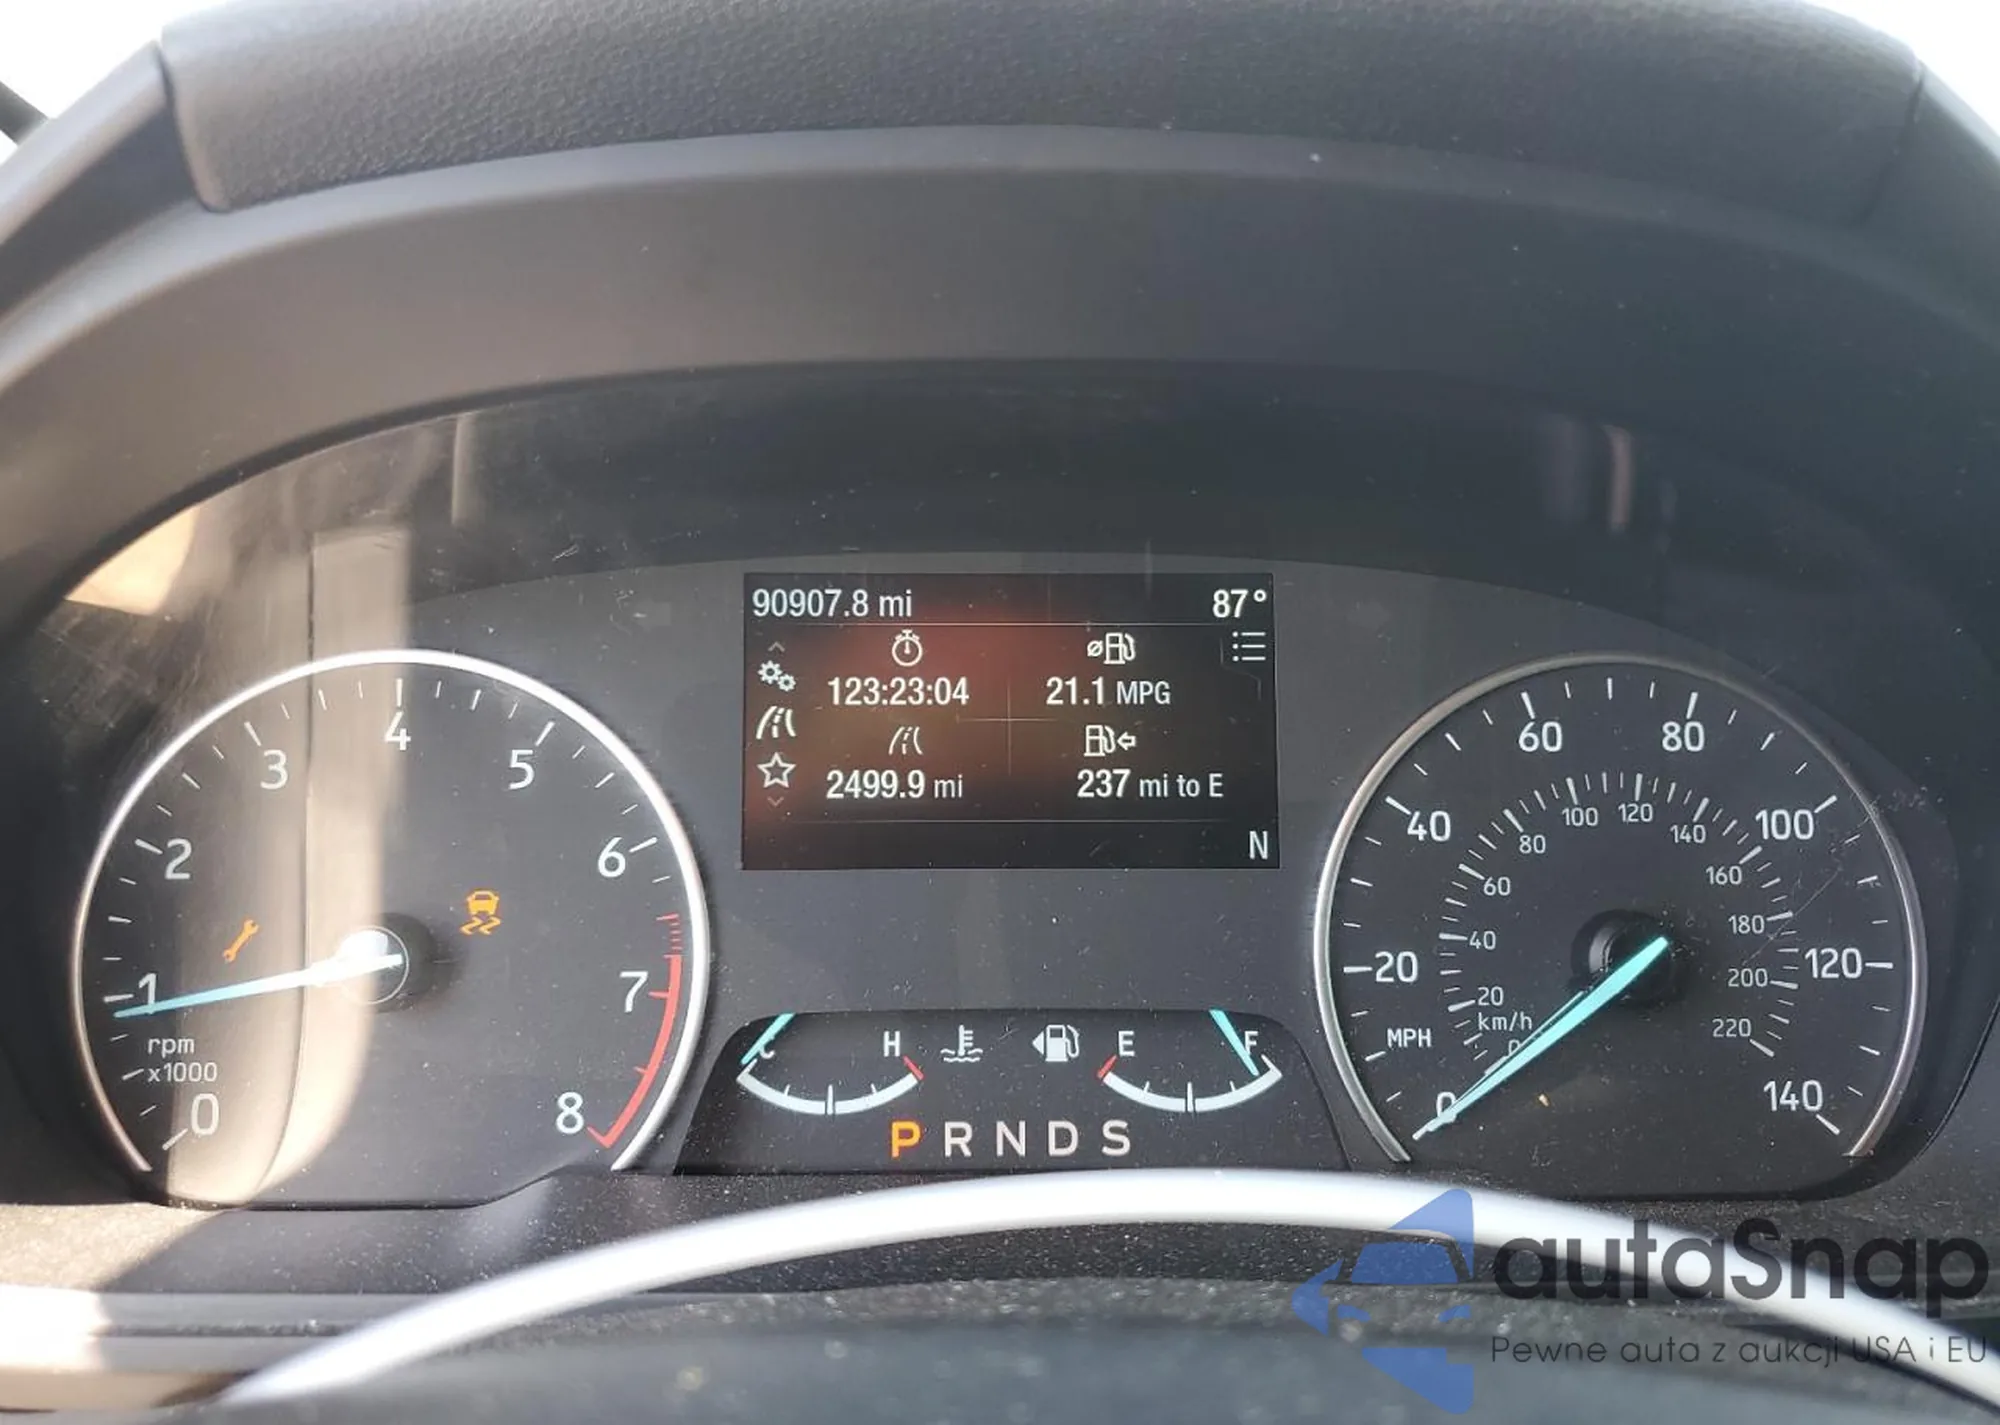 90907.8 mi 87°
123:23:04 21.1 MPG
2499.9 mi 237 mi to E
N
0 1 2 3 4 5 6 7 8
rpm
x1000
C H E F
P R N D S
0 20 40 60 80 100 120 140
MPH
0 20 40 60 80 100 120 140 160 180 200 220
km/h
autaSnap
Pewne auta z aukcji USA i EU